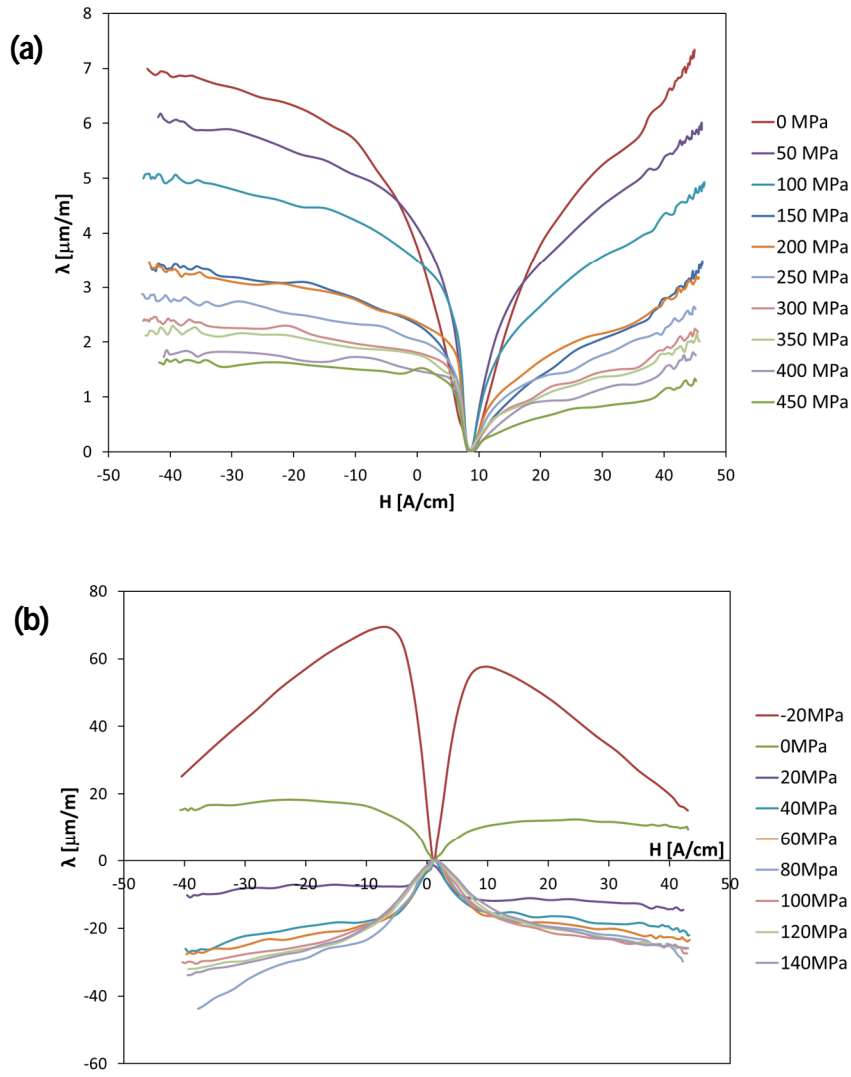 (a)
λ [μm/m]
8
7
6
5
4
3
2
1
0
-50 -40 -30 -20 -10 0 10 20 30 40 50
H [A/cm]
0 MPa
50 MPa
100 MPa
150 MPa
200 MPa
250 MPa
300 MPa
350 MPa
400 MPa
450 MPa
(b)
λ [μm/m]
80
60
40
20
0
-20
-40
-60
H [A/cm]
-50 -40 -30 -20 -10 0 10 20 30 40 50
-20MPa
0MPa
20MPa
40MPa
60MPa
80Mpa
100MPa
120MPa
140MPa